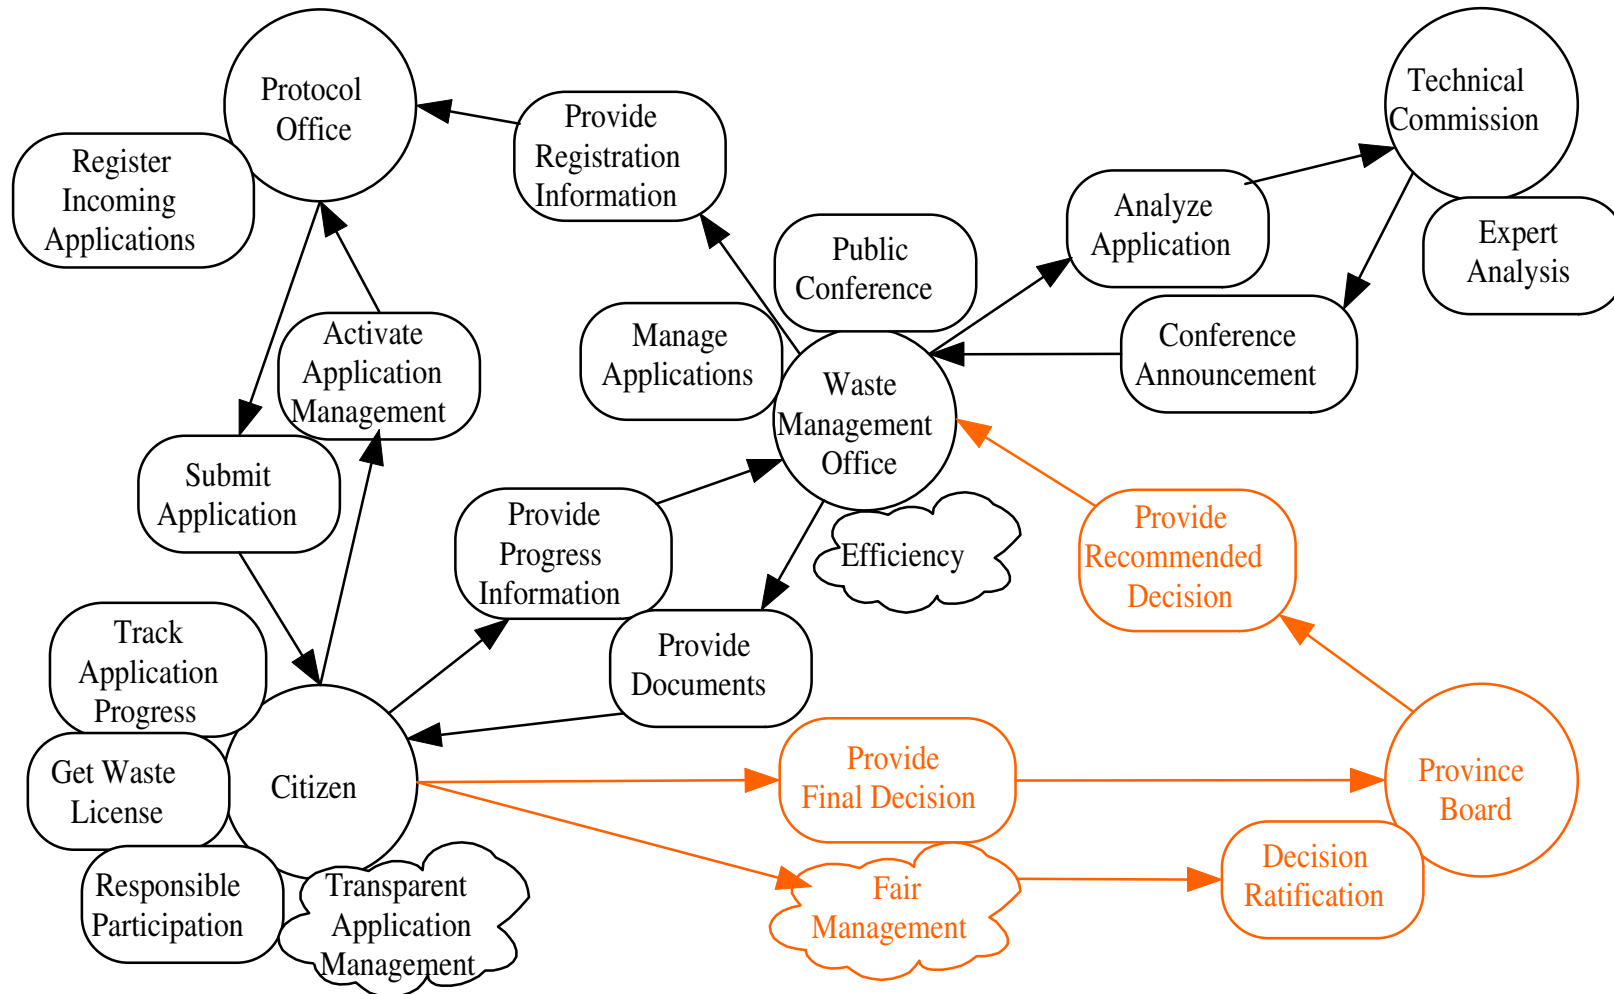 Protocol
Office
Provide
Registration
Information
Technical
Commission
Register
Incoming
Applications
Analyze
Application
Expert
Analysis
Public
Conference
Activate
Application
Management
Manage
Applications
Conference
Announcement
Waste
Management
Office
Submit
Application
Provide
Progress
Information
Efficiency
Provide
Recommended
Decision
Track
Application
Progress
Provide
Documents
Get Waste
License
Citizen
Provide
Final Decision
Province
Board
Responsible
Participation
Transparent
Application
Management
Fair
Management
Decision
Ratification